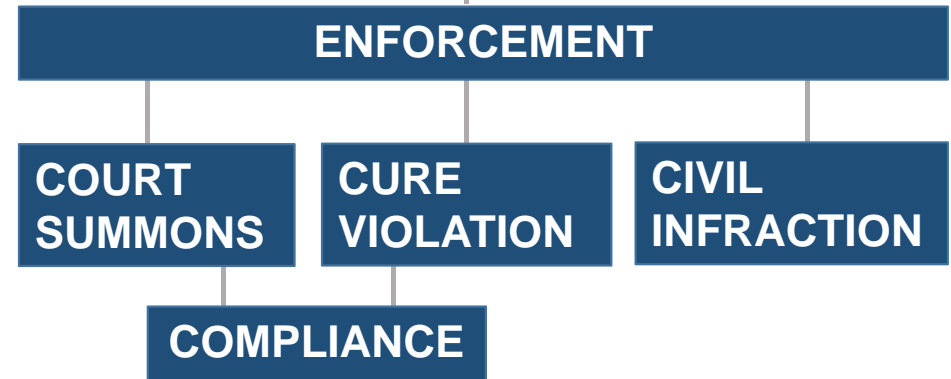 ENFORCEMENT
COURT
SUMMONS
CURE
VIOLATION
CIVIL
INFRACTION
COMPLIANCE